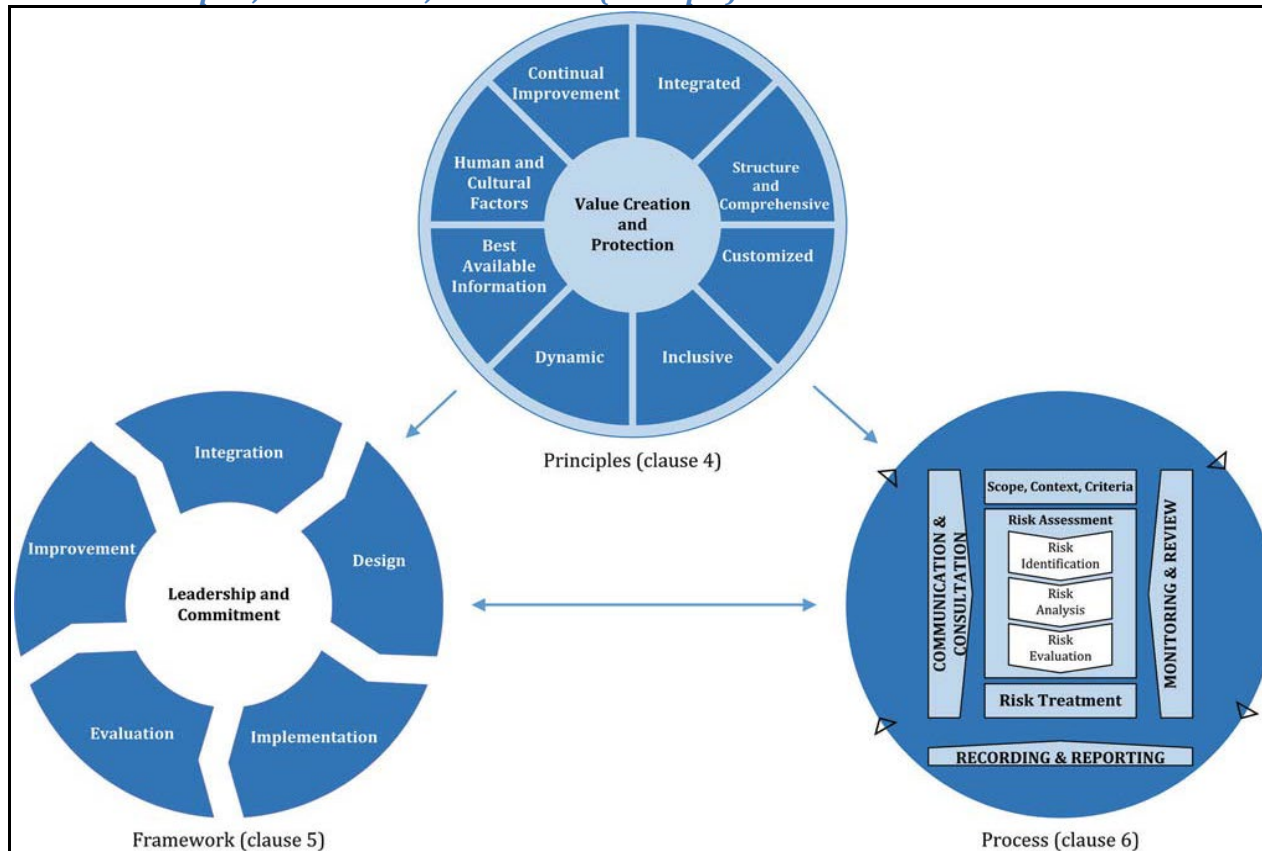 Continual
Improvement
Integrated
Human and
Cultural
Factors
Structure
and
Comprehensive
Value Creation
and
Protection
Best
Available
Information
Customized
Dynamic
Inclusive
Principles (clause 4)
Integration
Improvement
Design
Leadership and
Commitment
Evaluation
Implementation
Framework (clause 5)
Scope, Context, Criteria
Risk Assessment
Risk
Identification
Risk
Analysis
Risk
Evaluation
Risk Treatment
COMMUNICATION &
CONSULTATION
MONITORING & REVIEW
RECORDING & REPORTING
Process (clause 6)